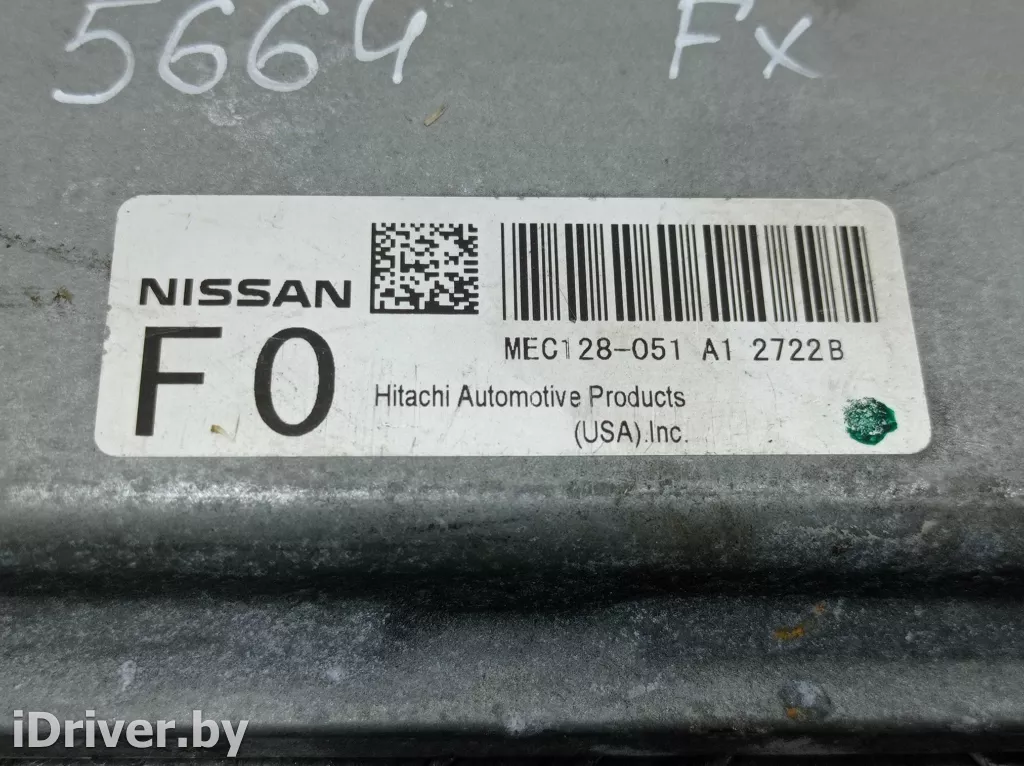 5664 Fx
NISSAN
F0
MEC128-051 A1 2722B
Hitachi Automotive Products
(USA).Inc.
iDriver.by